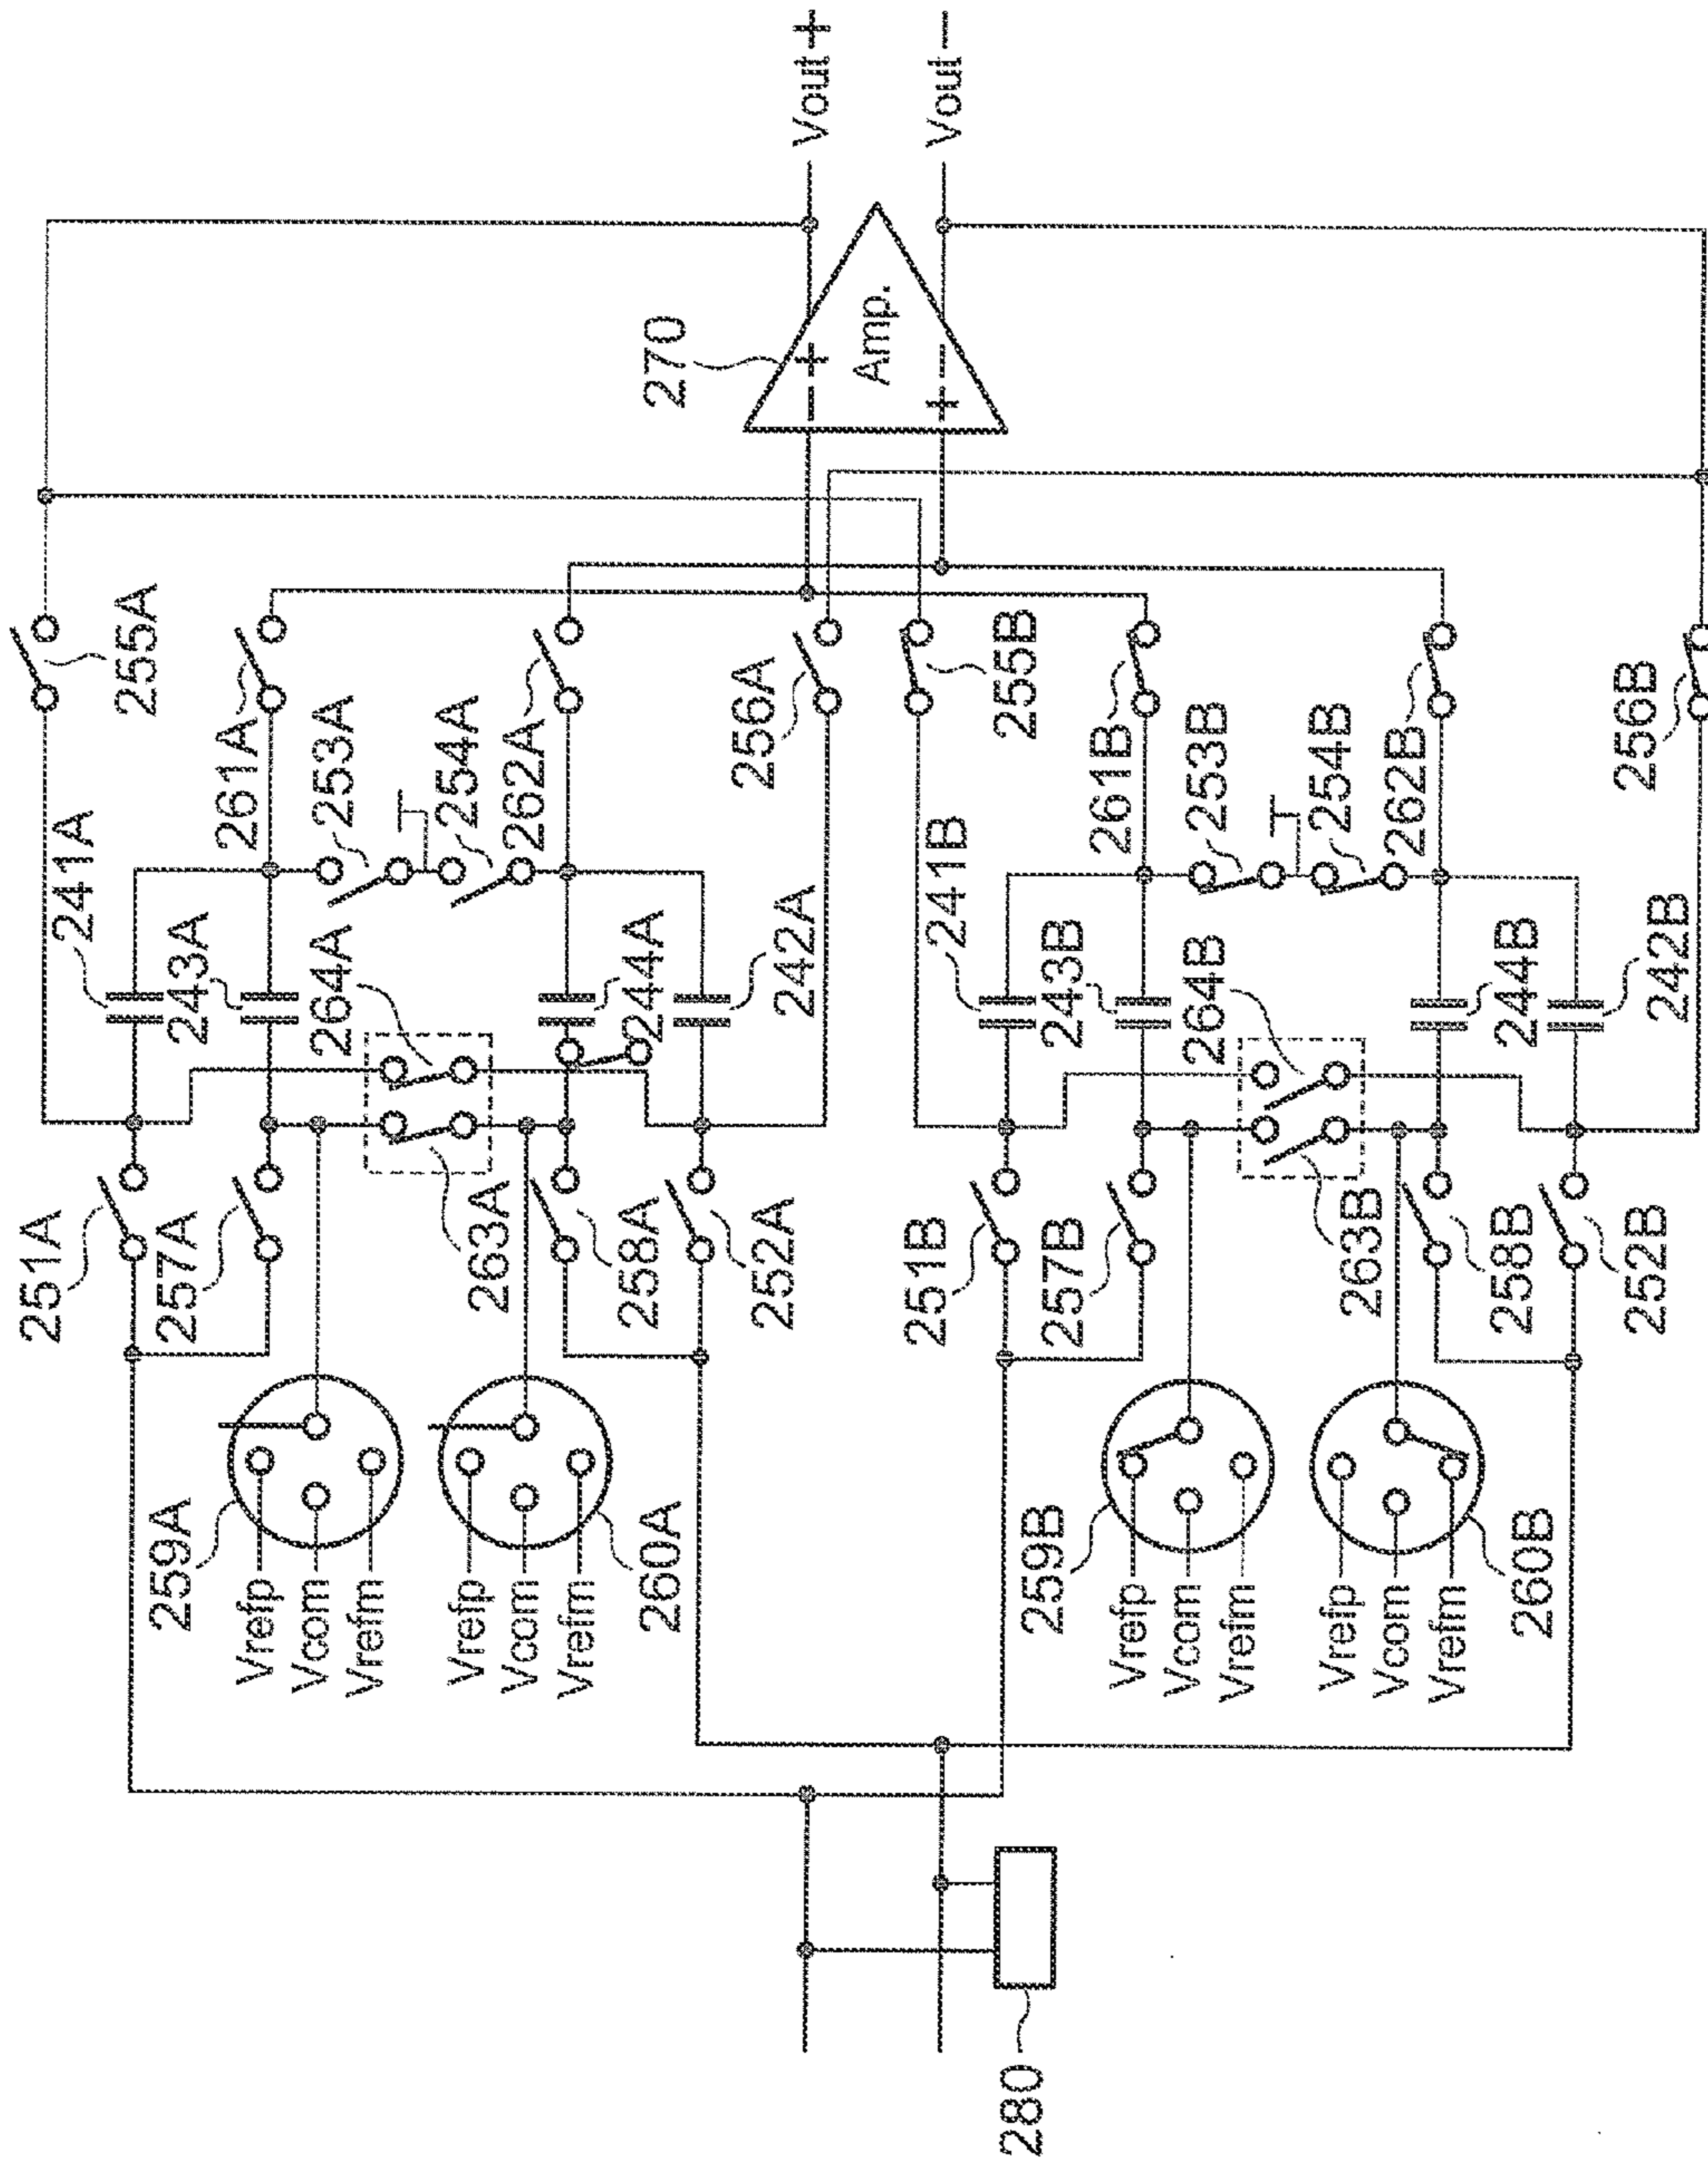 255A
251A
241A
261A
257A
243A
253A
259A
264A
Vrefp
254A
Vcom
Vrefm
263A
262A
Vrefp
244A
Vcom
258A
Vrefm
260A
252A
242A
256A
270
Vout +
− +
Amp.
+ −
Vout −
280
251B
241B
255B
257B
243B
261B
259B
264B
253B
Vrefp
Vcom
Vrefm
254B
263B
262B
Vrefp
Vcom
258B
244B
Vrefm
260B
252B
242B
256B